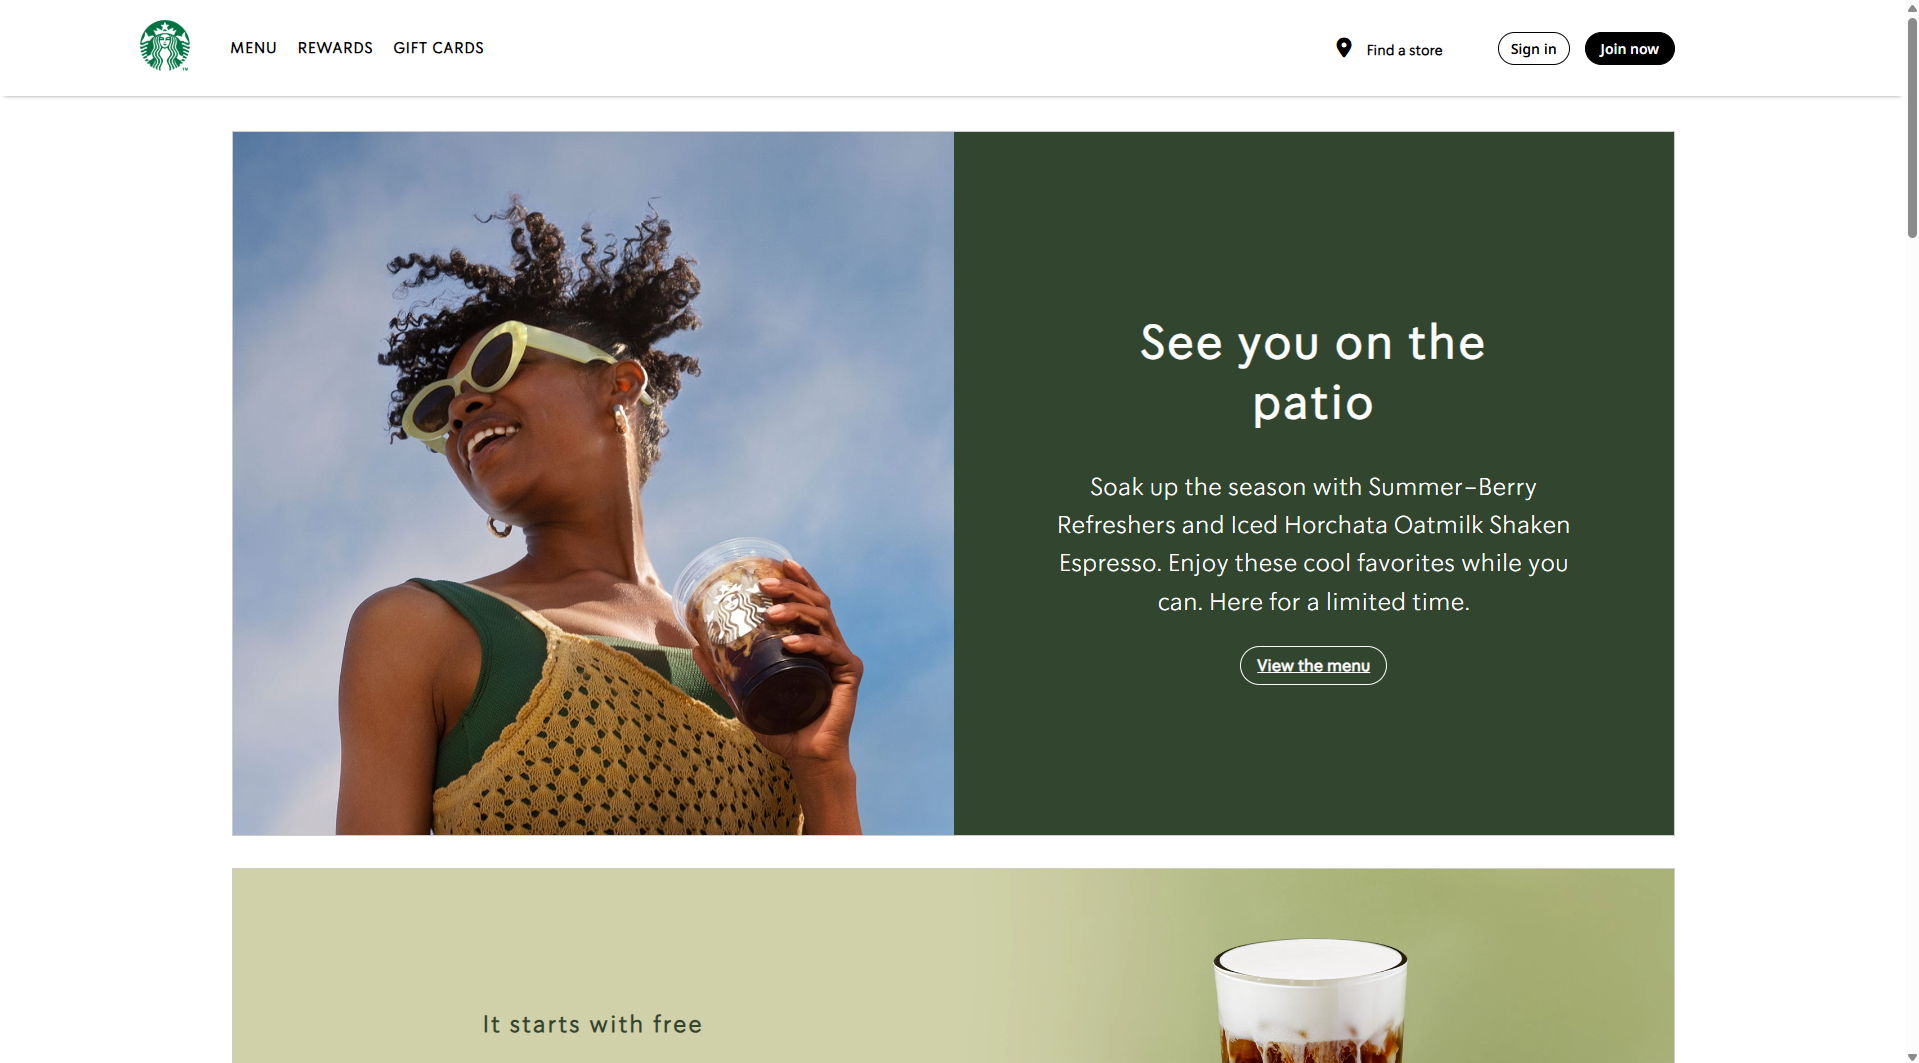 MENU REWARDS GIFT CARDS Find a store Sign in Join now
See you on the
patio
Soak up the season with Summer-Berry
Refreshers and Iced Horchata Oatmilk Shaken
Espresso. Enjoy these cool favorites while you
can. Here for a limited time.
View the menu
It starts with free